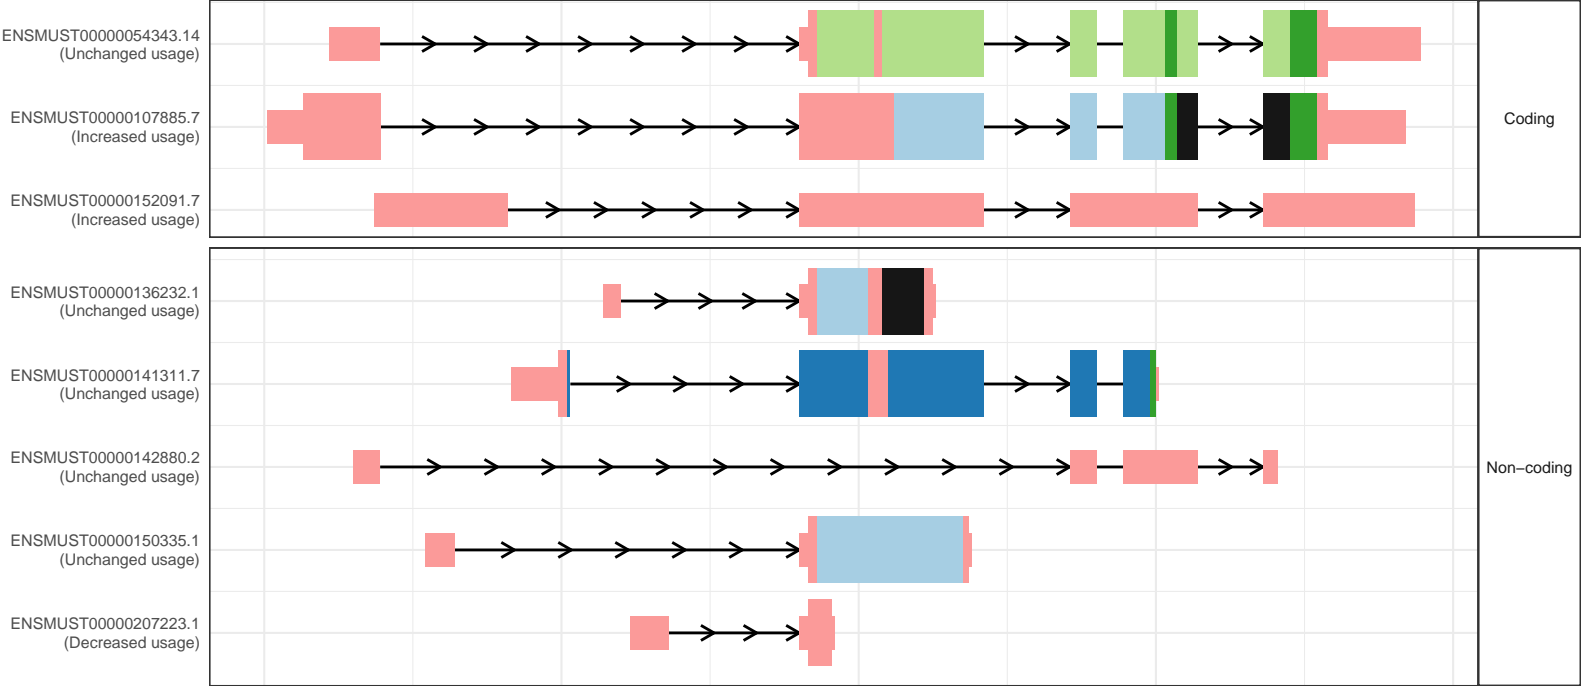 ENSMUST00000054343.14
(Unchanged usage)
ENSMUST00000107885.7
(Increased usage)
ENSMUST00000152091.7
(Increased usage)
Coding
ENSMUST00000136232.1
(Unchanged usage)
ENSMUST00000141311.7
(Unchanged usage)
ENSMUST00000142880.2
(Unchanged usage)
ENSMUST00000150335.1
(Unchanged usage)
ENSMUST00000207223.1
(Decreased usage)
Non−coding